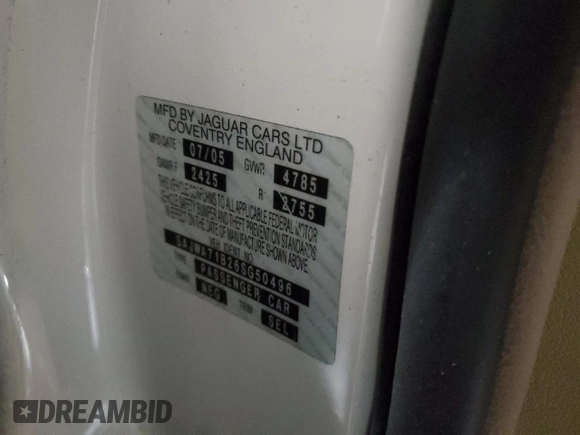 MFD BY JAGUAR CARS LTD
COVENTRY ENGLAND
MFD DATE 07/05 GVWR 4785
GAWR F 2425 R 2755
THIS VEHICLE CONFORMS TO ALL APPLICABLE FEDERAL MOTOR
VEHICLE SAFETY BUMPER AND THEFT PREVENTION STANDARDS
IN EFFECT ON THE DATE OF MANUFACTURE SHOWN ABOVE.
VEH. IDENT NO.
SAJWA71B26SG50496
TYPE PASSENGER CAR
NEG TRIM SEL
DREAMBID